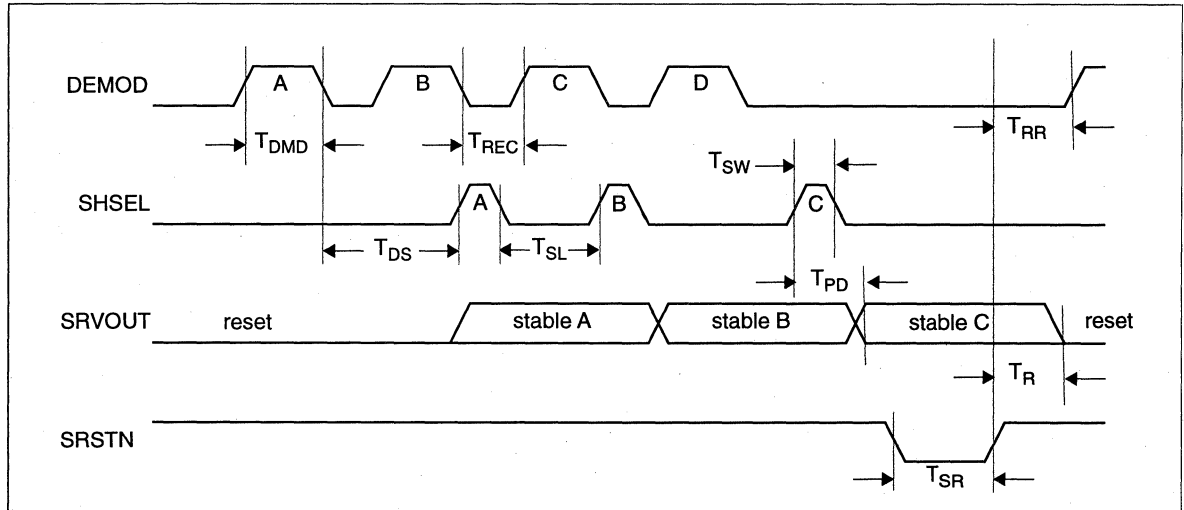 DEMOD
A B C D
T_DMD T_REC T_RR
T_SW
SHSEL
A B C
T_DS T_SL
T_PD
SRVOUT reset stable A stable B stable C reset
T_R
SRSTN
T_SR